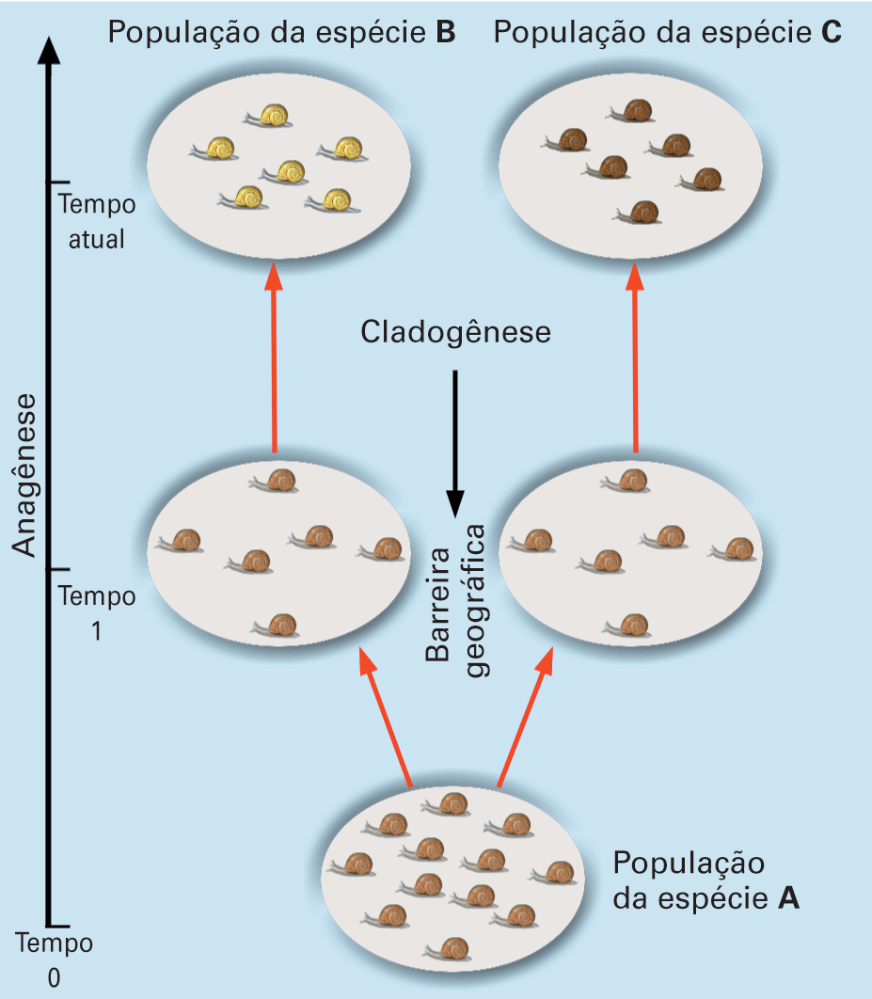 População da espécie B
População da espécie C
Tempo
atual
Cladogênese
Anagênese
Barreira
geográfica
Tempo
1
População
da espécie A
Tempo
0